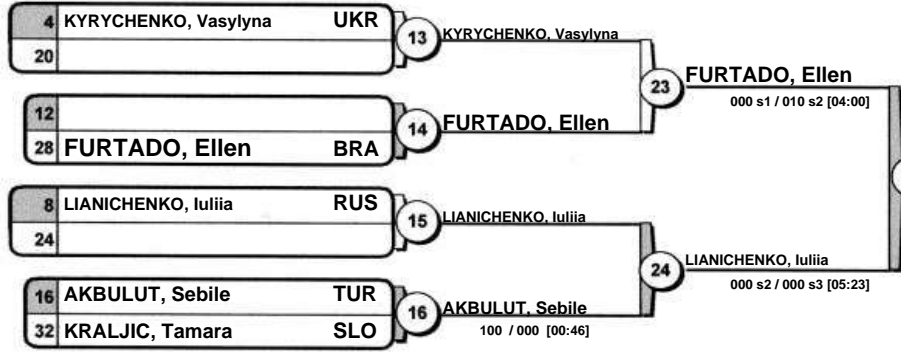 4 KYRYCHENKO, Vasylyna UKR
20
13 KYRYCHENKO, Vasylyna
12
28 FURTADO, Ellen BRA
14 FURTADO, Ellen
23 FURTADO, Ellen
000 s1 / 010 s2 [04:00]
8 LIANICHENKO, Iuliia RUS
24
15 LIANICHENKO, Iuliia
16 AKBULUT, Sebile TUR
32 KRALJIC, Tamara SLO
16 AKBULUT, Sebile
100 / 000 [00:46]
24 LIANICHENKO, Iuliia
000 s2 / 000 s3 [05:23]